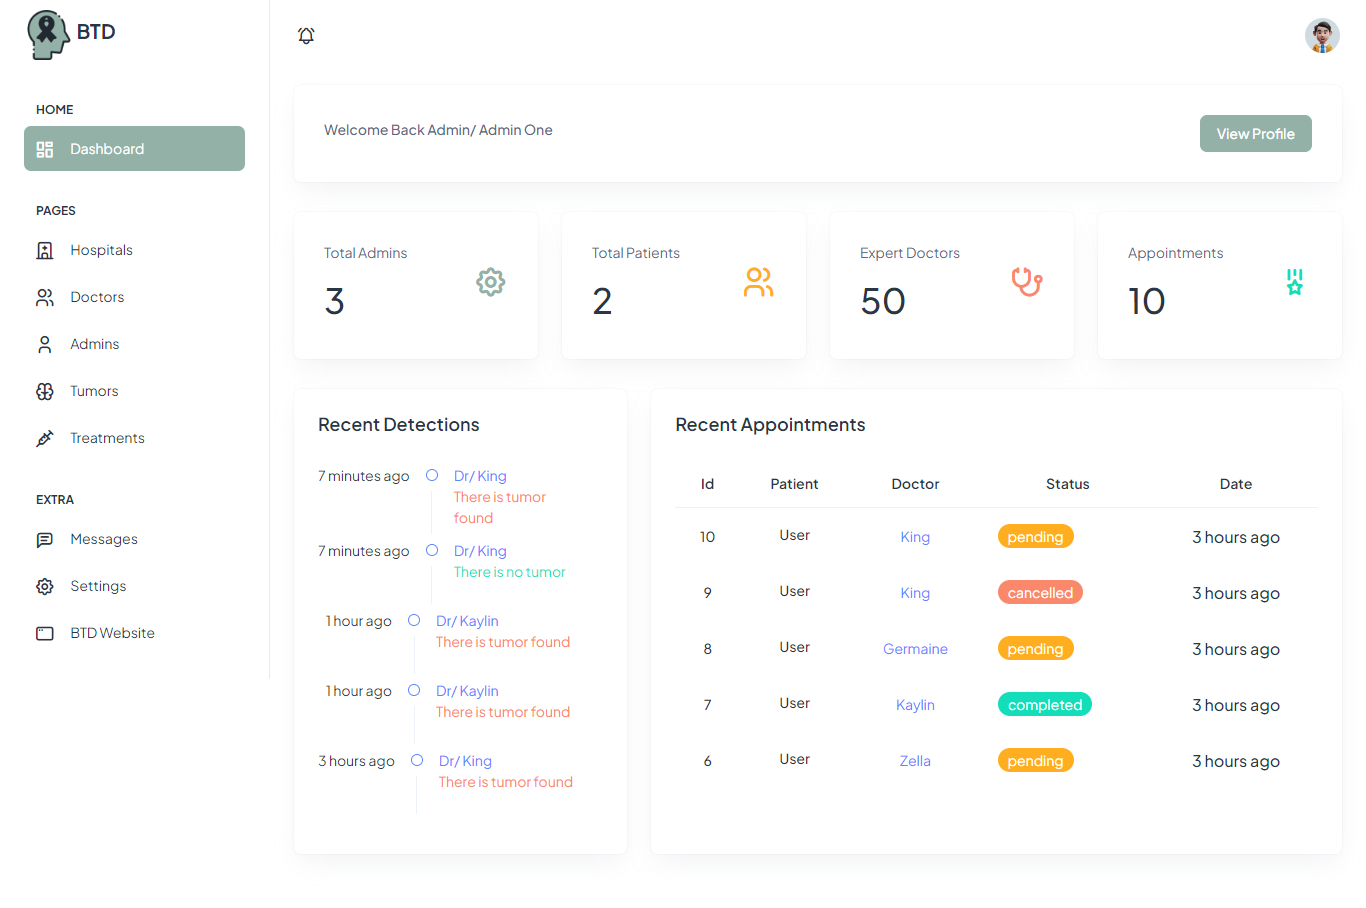 BTD
HOME
Dashboard
PAGES
Hospitals
Doctors
Admins
Tumors
Treatments
EXTRA
Messages
Settings
BTD Website
Welcome Back Admin/ Admin One
View Profile
Total Admins
3
Total Patients
2
Expert Doctors
50
Appointments
10
Recent Detections
7 minutes ago Dr/ King
There is tumor
found
7 minutes ago Dr/ King
There is no tumor
1 hour ago Dr/ Kaylin
There is tumor found
1 hour ago Dr/ Kaylin
There is tumor found
3 hours ago Dr/ King
There is tumor found
Recent Appointments
Id Patient Doctor Status Date
10 User King pending 3 hours ago
9 User King cancelled 3 hours ago
8 User Germaine pending 3 hours ago
7 User Kaylin completed 3 hours ago
6 User Zella pending 3 hours ago